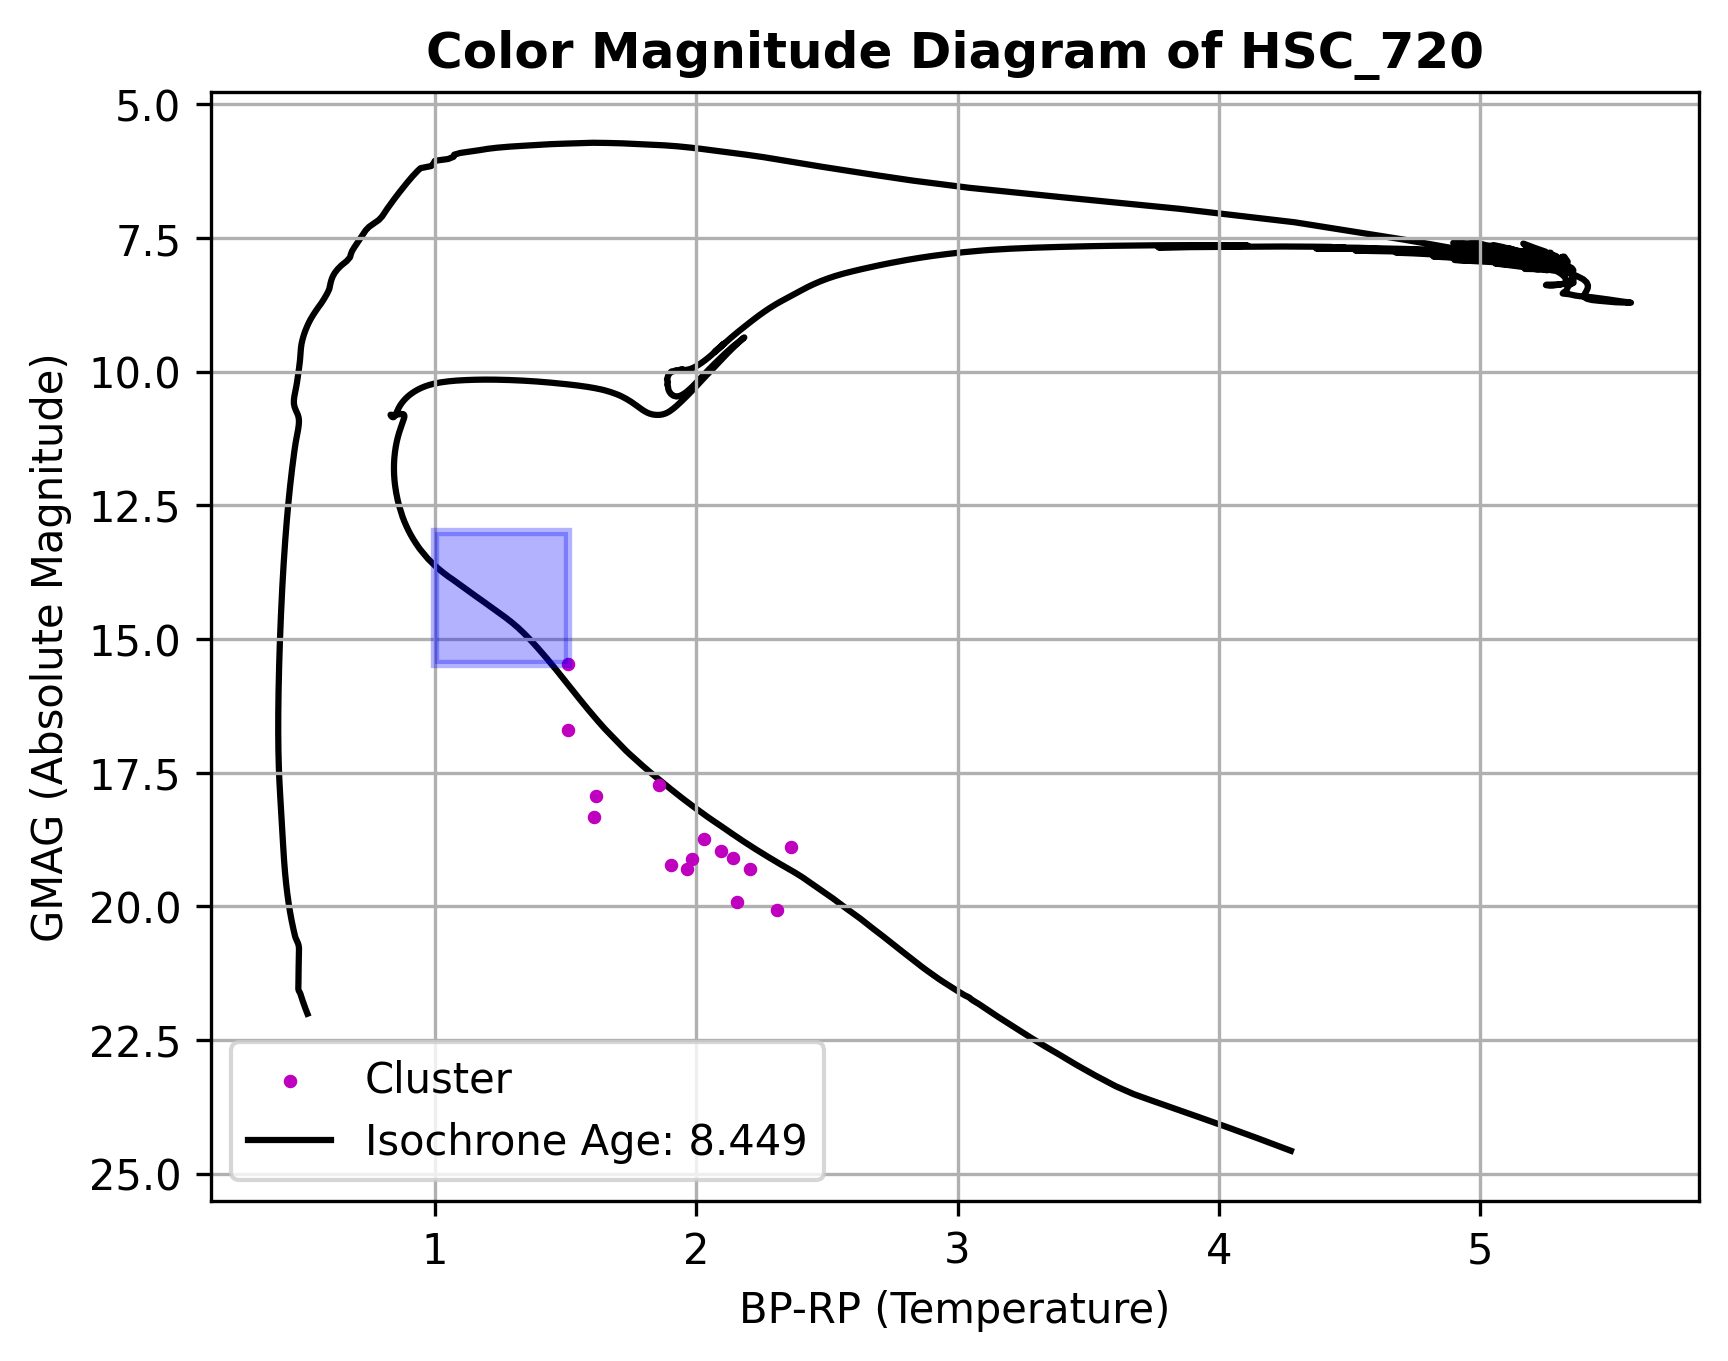 Color Magnitude Diagram of HSC_720
GMAG (Absolute Magnitude)
5.0
7.5
10.0
12.5
15.0
17.5
20.0
22.5
25.0
Cluster
Isochrone Age: 8.449
1 2 3 4 5
BP-RP (Temperature)